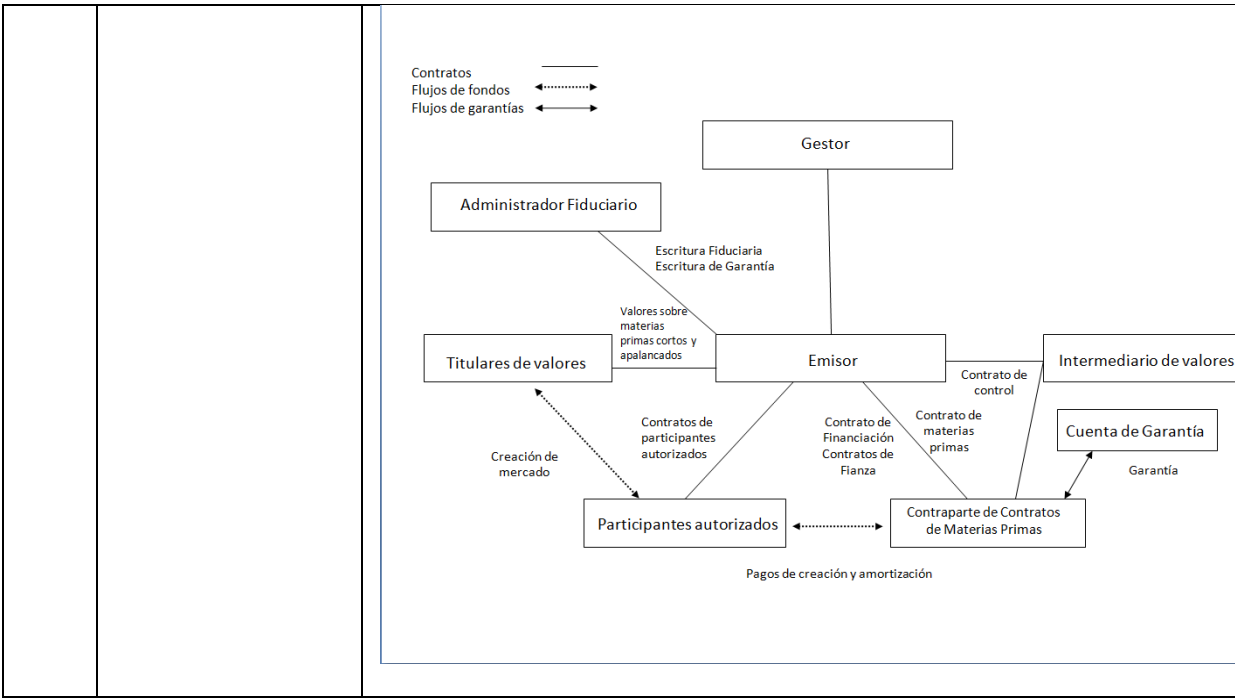 Contratos
Flujos de fondos
Flujos de garantías
Gestor
Administrador Fiduciario
Escritura Fiduciaria
Escritura de Garantía
Valores sobre
materias
primas cortos y
apalancados
Titulares de valores
Emisor
Intermediario de valores
Contrato de
control
Contratos de
participantes
autorizados
Contrato de
Financiación
Contratos de
Fianza
Contrato de
materias
primas
Cuenta de Garantía
Creación de
mercado
Garantía
Participantes autorizados
Contraparte de Contratos
de Materias Primas
Pagos de creación y amortización